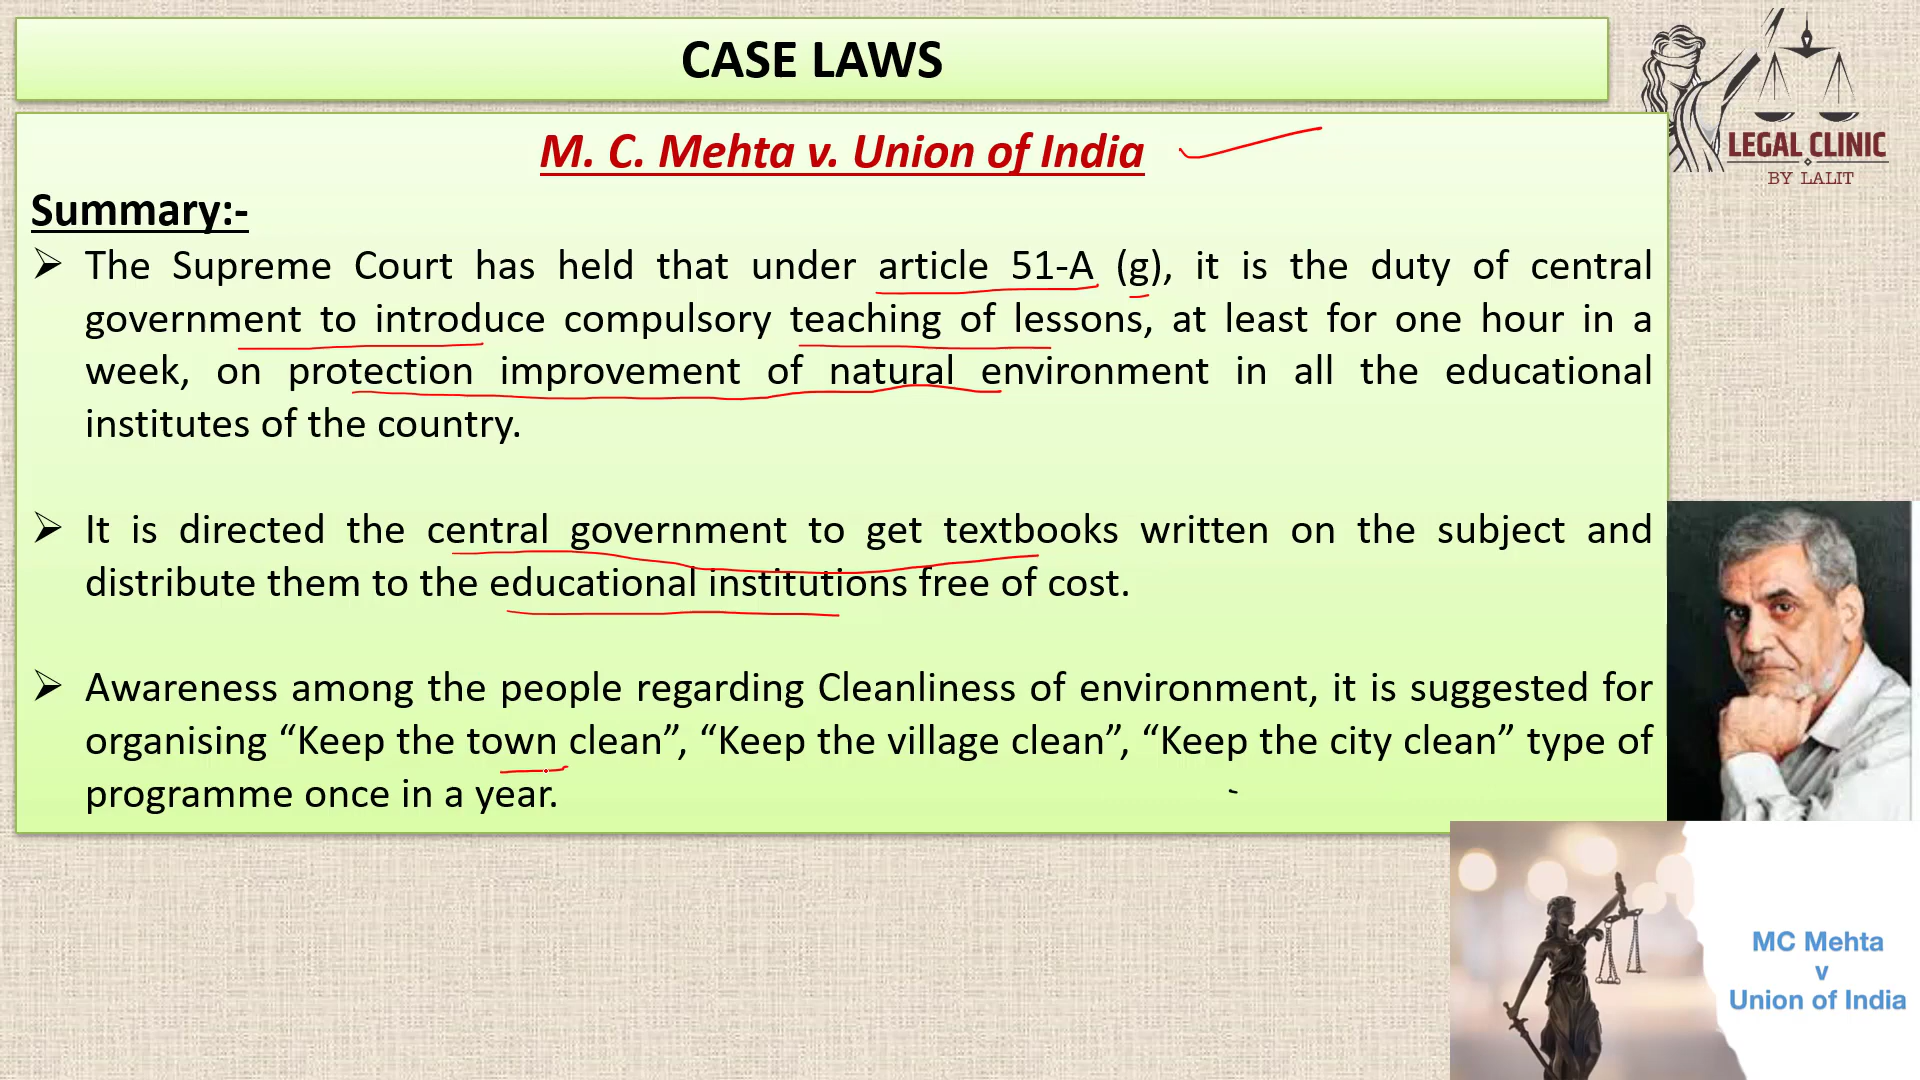 CASE LAWS
LEGAL CLINIC
BY LALIT
M. C. Mehta v. Union of India
Summary:-
➢ The Supreme Court has held that under article 51-A (g), it is the duty of central
government to introduce compulsory teaching of lessons, at least for one hour in a
week, on protection improvement of natural environment in all the educational
institutes of the country.
➢ It is directed the central government to get textbooks written on the subject and
distribute them to the educational institutions free of cost.
➢ Awareness among the people regarding Cleanliness of environment, it is suggested for
organising “Keep the town clean”, “Keep the village clean”, “Keep the city clean” type of
programme once in a year.
MC Mehta
v
Union of India